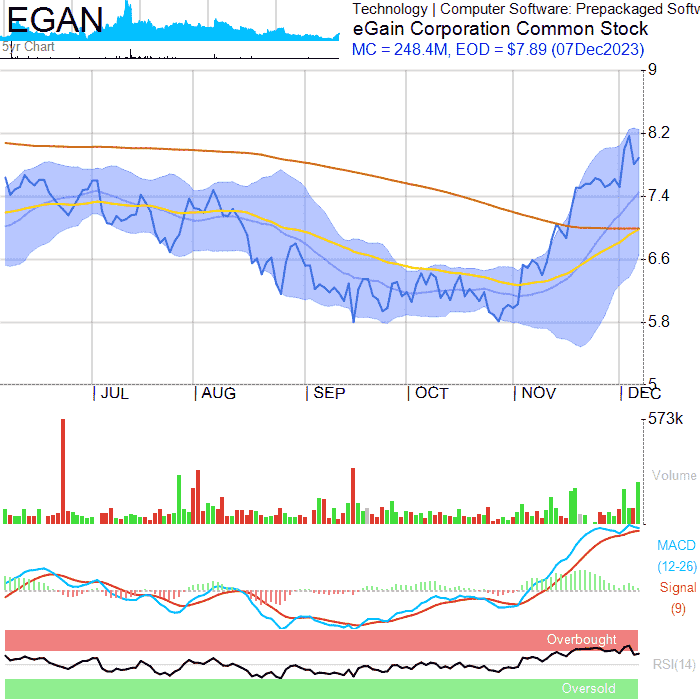 EGAN
Technology | Computer Software: Prepackaged Softw
eGain Corporation Common Stock
5yr Chart
MC = 248.4M, EOD = $7.89 (07Dec2023)
9
8.2
7.4
6.6
5.8
5
JUL AUG SEP OCT NOV DEC
573k
Volume
MACD
(12-26)
Signal
(9)
Overbought
RSI(14)
Oversold